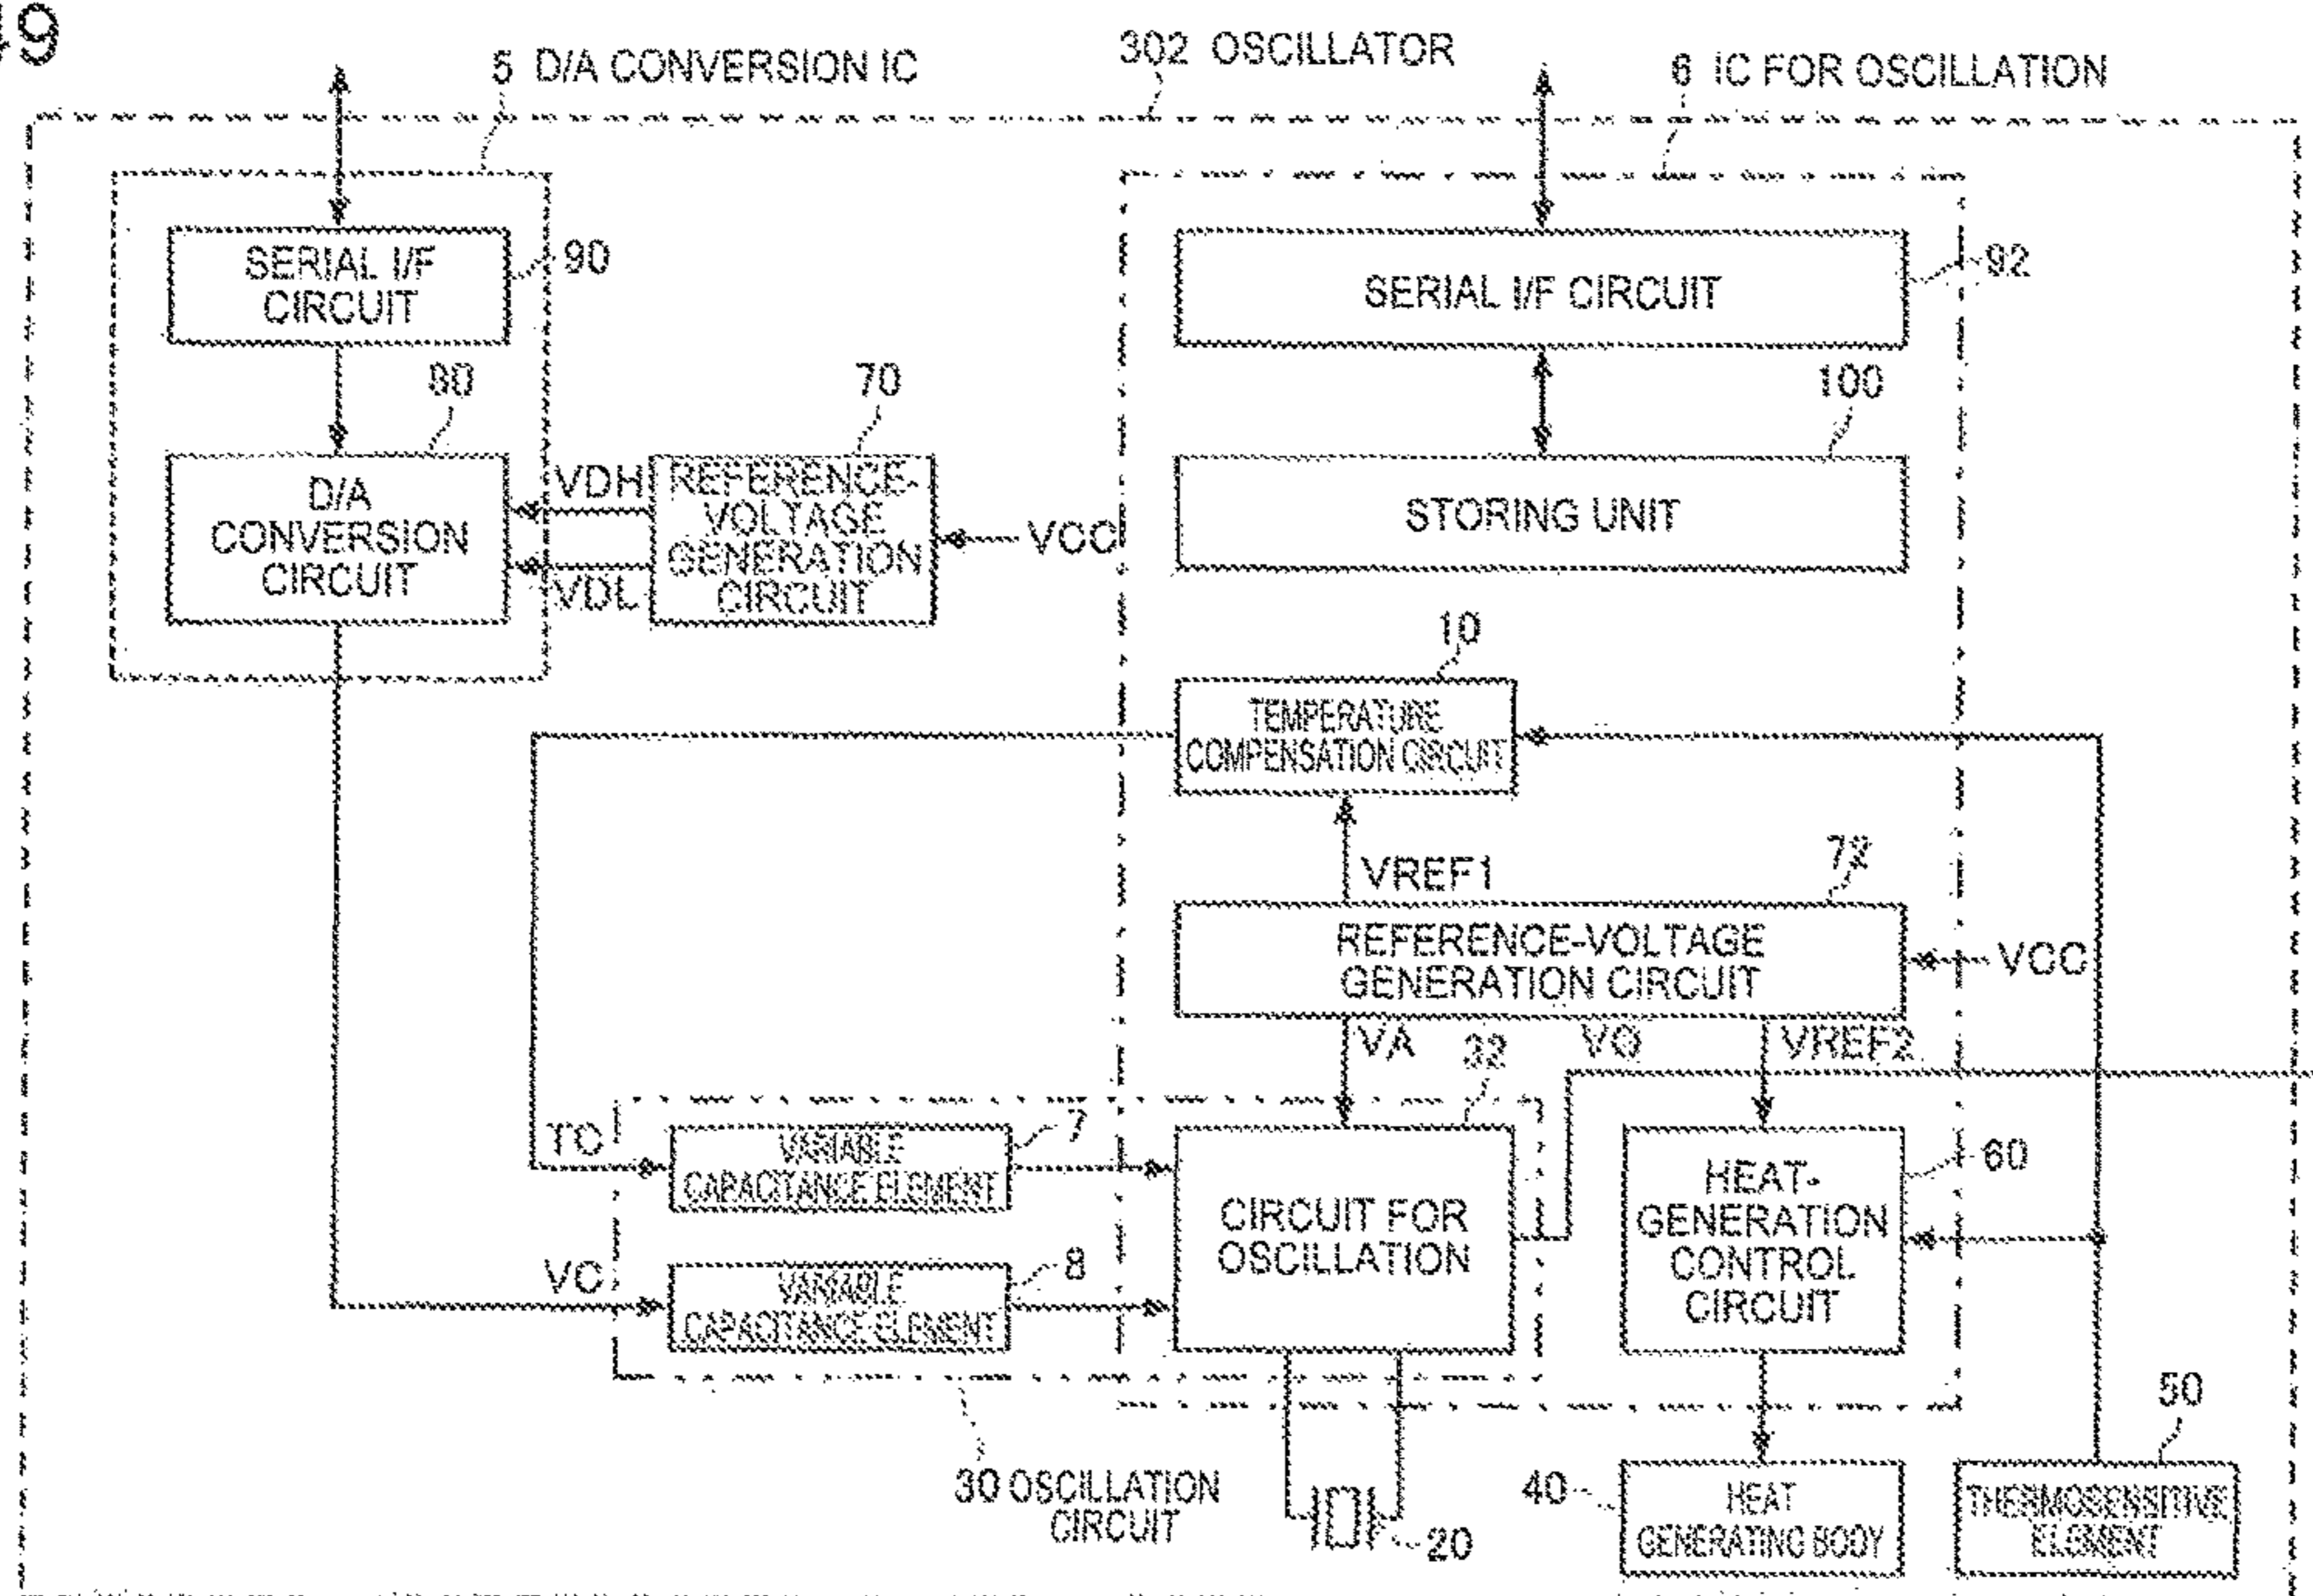 49
5 D/A CONVERSION IC
302 OSCILLATOR
6 IC FOR OSCILLATION
SERIAL I/F
CIRCUIT
90
SERIAL I/F CIRCUIT
92
80
70
100
D/A
CONVERSION
CIRCUIT
VDH
VDL
REFERENCE-
VOLTAGE
GENERATION
CIRCUIT
VCC
STORING UNIT
10
TEMPERATURE
COMPENSATION CIRCUIT
VREF1
72
REFERENCE-VOLTAGE
GENERATION CIRCUIT
VCC
VA
32
VO
VREF2
TC
VARIABLE
CAPACITANCE ELEMENT
7
VC
VARIABLE
CAPACITANCE ELEMENT
8
CIRCUIT FOR
OSCILLATION
HEAT-
GENERATION
CONTROL
CIRCUIT
60
30 OSCILLATION
CIRCUIT
20
40
HEAT
GENERATING BODY
50
THERMOSENSITIVE
ELEMENT